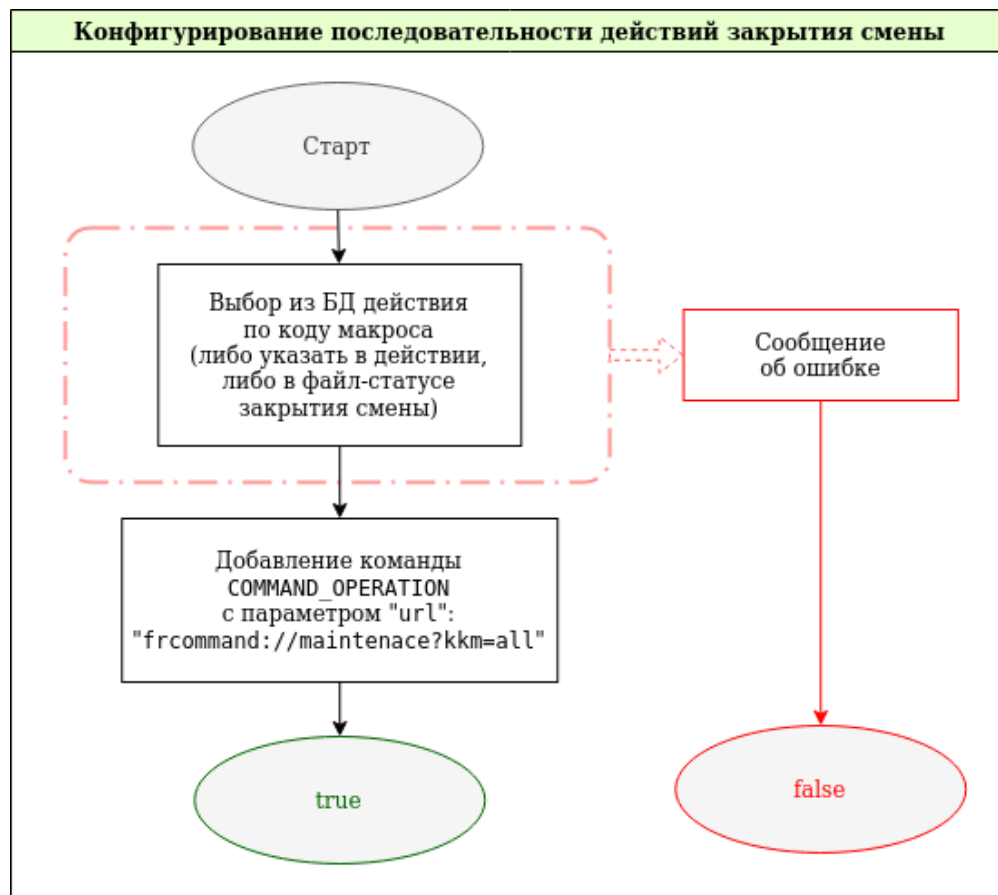 Конфигурирование последовательности действий закрытия смены
Старт
Выбор из БД действия
по коду макроса
(либо указать в действии,
либо в файл-статусе
закрытия смены)
Сообщение
об ошибке
Добавление команды
COMMAND_OPERATION
с параметром "url":
"frcommand://maintenace?kkm=all"
true
false